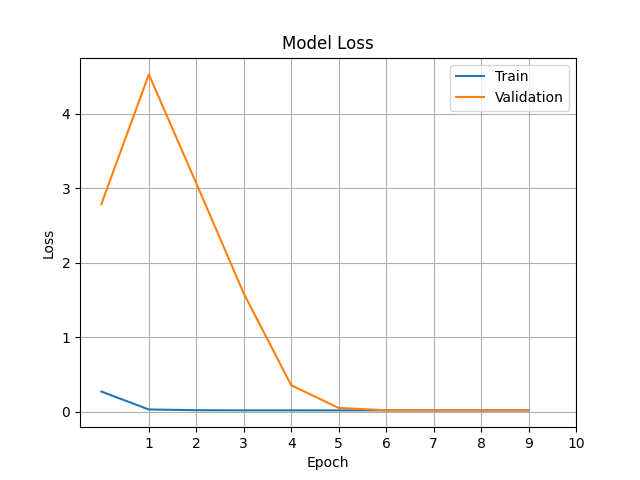 Model Loss
Train
Validation
4
3
2
1
0
Loss
1 2 3 4 5 6 7 8 9 10
Epoch